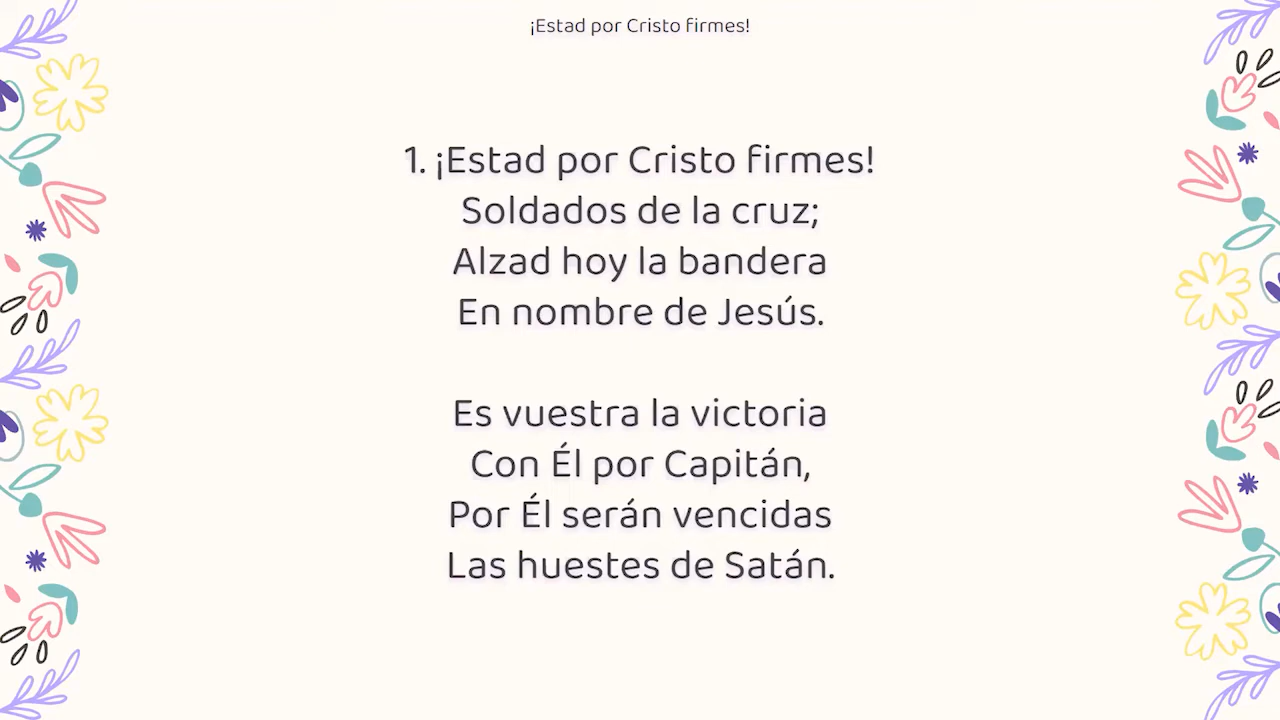 ¡Estad por Cristo firmes!
1. ¡Estad por Cristo firmes!
Soldados de la cruz;
Alzad hoy la bandera
En nombre de Jesús.
Es vuestra la victoria
Con Él por Capitán,
Por Él serán vencidas
Las huestes de Satán.